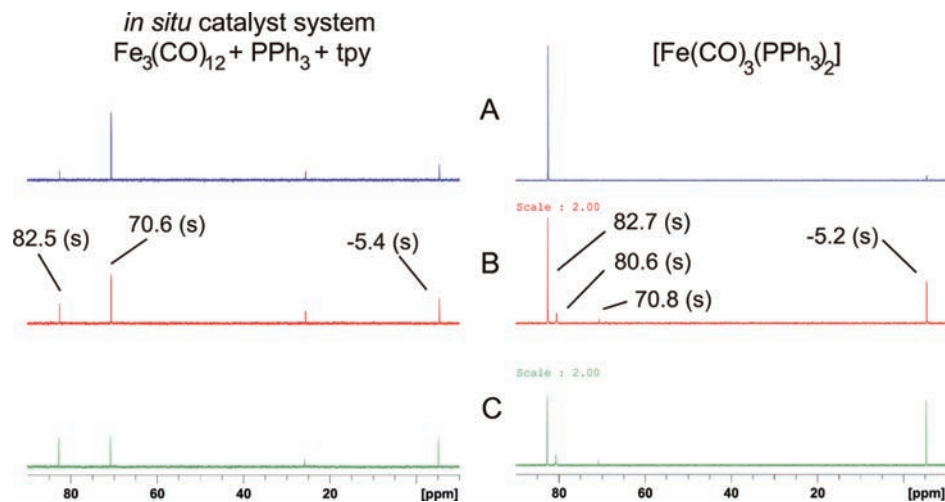 in situ catalyst system
Fe3(CO)12 + PPh3 + tpy
[Fe(CO)3(PPh3)2]
A
Scale : 2.00
82.5 (s)
70.6 (s)
-5.4 (s)
B
82.7 (s)
80.6 (s)
70.8 (s)
-5.2 (s)
Scale : 2.00
C
80 60 40 20 [ppm]
80 60 40 20 [ppm]